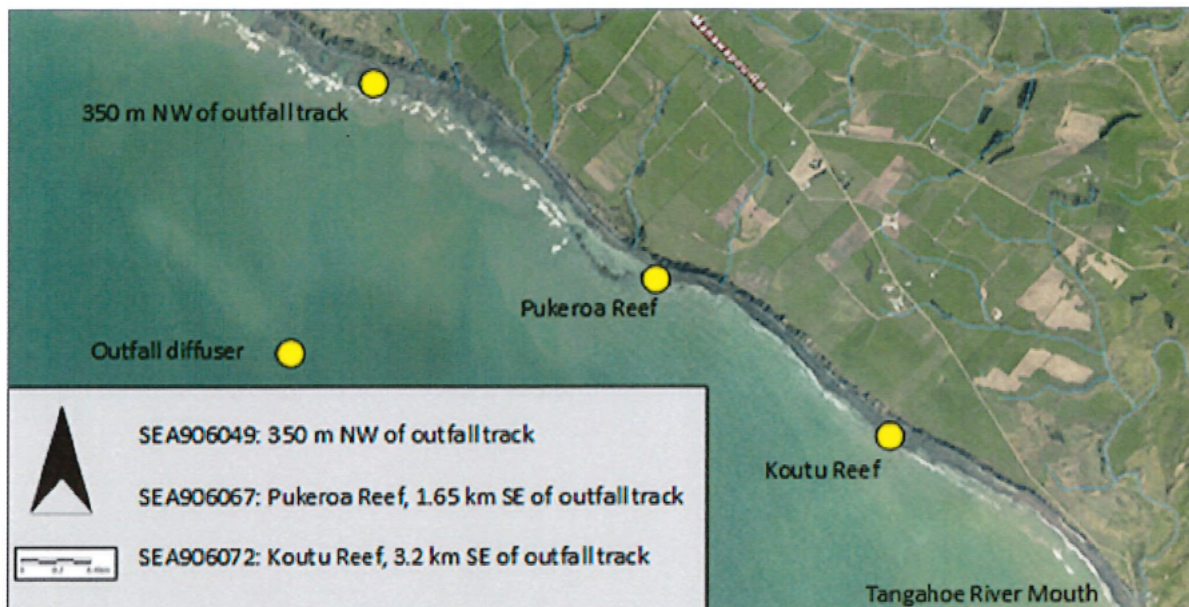 Manawapou Rd
350 m NW of outfall track
Pukeroa Reef
Outfall diffuser
Koutu Reef
Tangahoe River Mouth
SEA906049: 350 m NW of outfall track
SEA906067: Pukeroa Reef, 1.65 km SE of outfall track
SEA906072: Koutu Reef, 3.2 km SE of outfall track